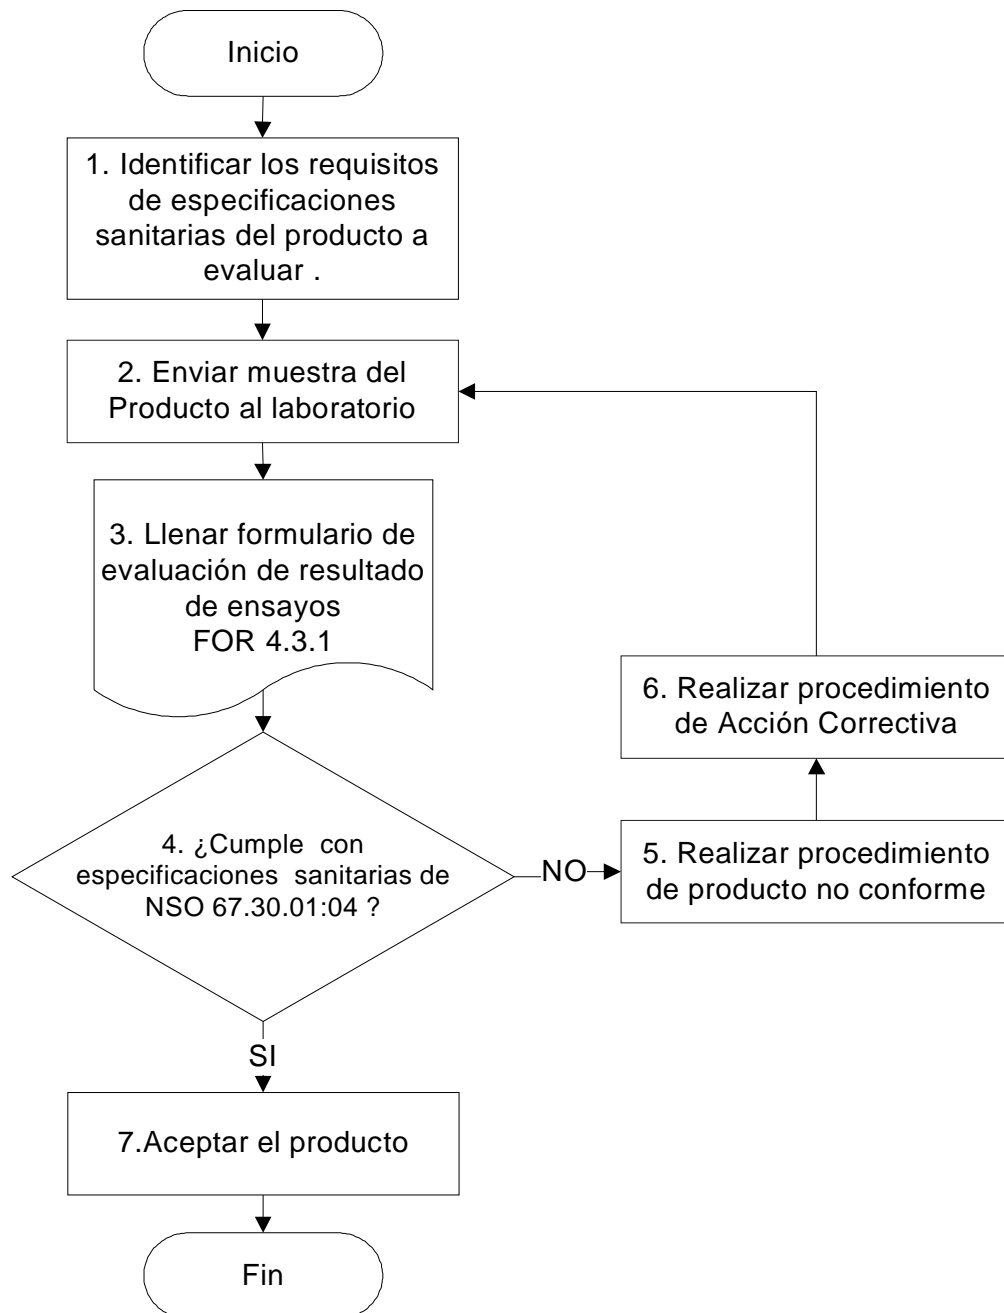 Inicio
1. Identificar los requisitos
de especificaciones
sanitarias del producto a
evaluar .
2. Enviar muestra del
Producto al laboratorio
3. Llenar formulario de
evaluación de resultado
de ensayos
FOR 4.3.1
4. ¿Cumple con
especificaciones sanitarias de
NSO 67.30.01:04 ?
NO
5. Realizar procedimiento
de producto no conforme
6. Realizar procedimiento
de Acción Correctiva
SI
7.Aceptar el producto
Fin